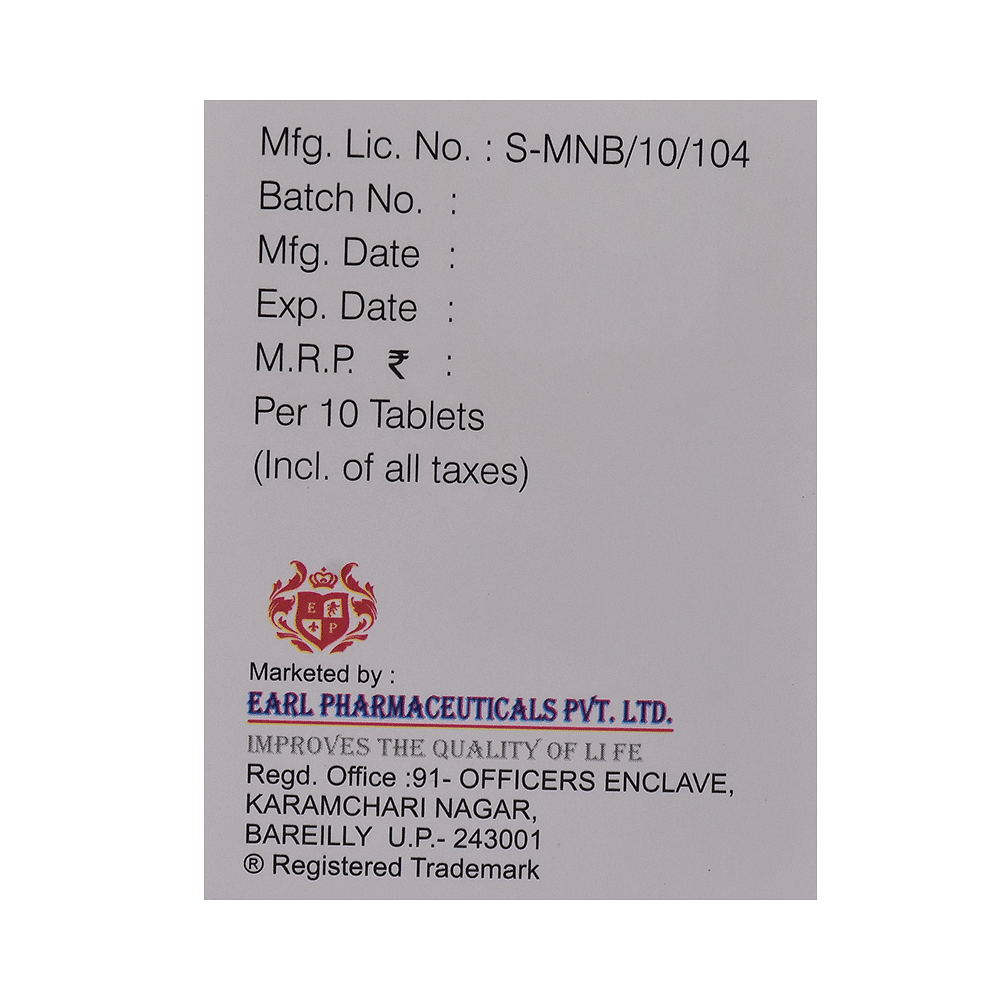 Mfg. Lic. No. : S-MNB/10/104
Batch No. :
Mfg. Date :
Exp. Date :
M.R.P. ₹ :
Per 10 Tablets
(Incl. of all taxes)
E
P
Marketed by :
EARL PHARMACEUTICALS PVT. LTD.
IMPROVES THE QUALITY OF LI FE
Regd. Office :91- OFFICERS ENCLAVE,
KARAMCHARI NAGAR,
BAREILLY U.P.- 243001
® Registered Trademark